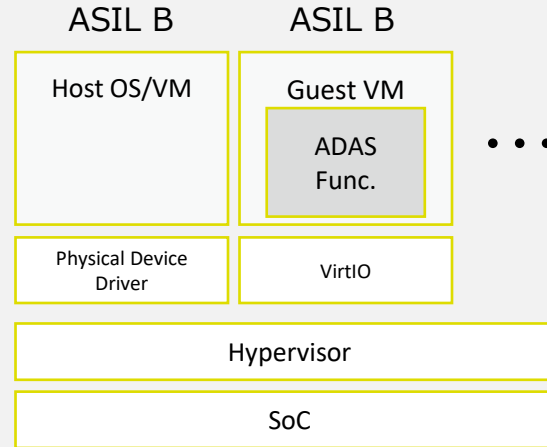 ASIL B
ASIL B
Host OS/VM
Guest VM
ADAS
Func.
Physical Device
Driver
VirtIO
Hypervisor
SoC